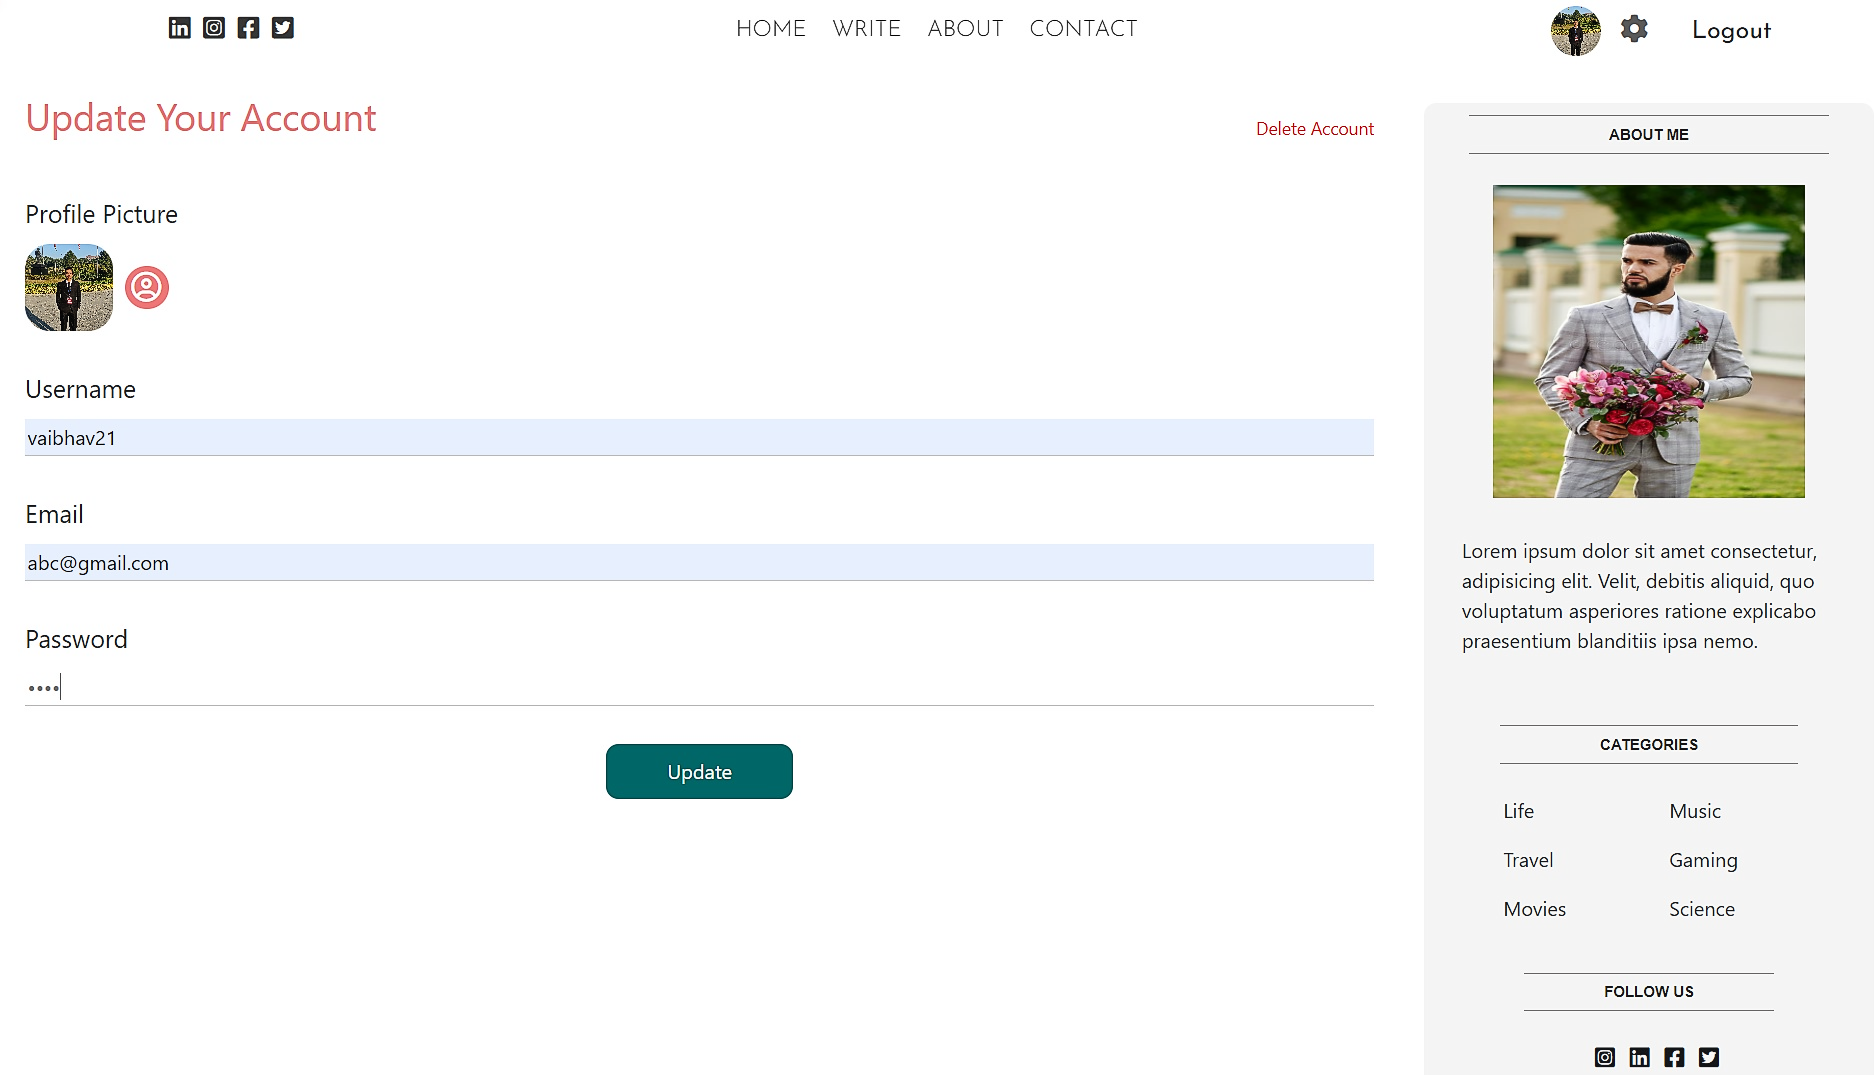 HOME WRITE ABOUT CONTACT
Logout
Update Your Account
Delete Account
Profile Picture
Username
vaibhav21
Email
abc@gmail.com
Password
••••
Update
ABOUT ME
Lorem ipsum dolor sit amet consectetur,
adipisicing elit. Velit, debitis aliquid, quo
voluptatum asperiores ratione explicabo
praesentium blanditiis ipsa nemo.
CATEGORIES
Life Music
Travel Gaming
Movies Science
FOLLOW US